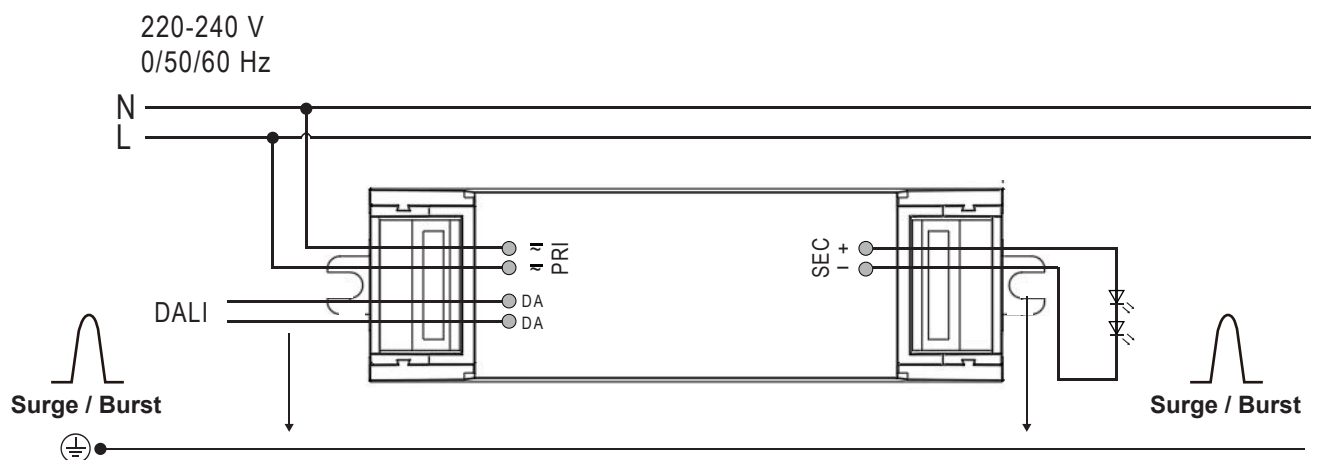 220-240 V
0/50/60 Hz
N
L
≂ PRI
≂
SEC +
−
DALI
DA
DA
Surge / Burst
Surge / Burst